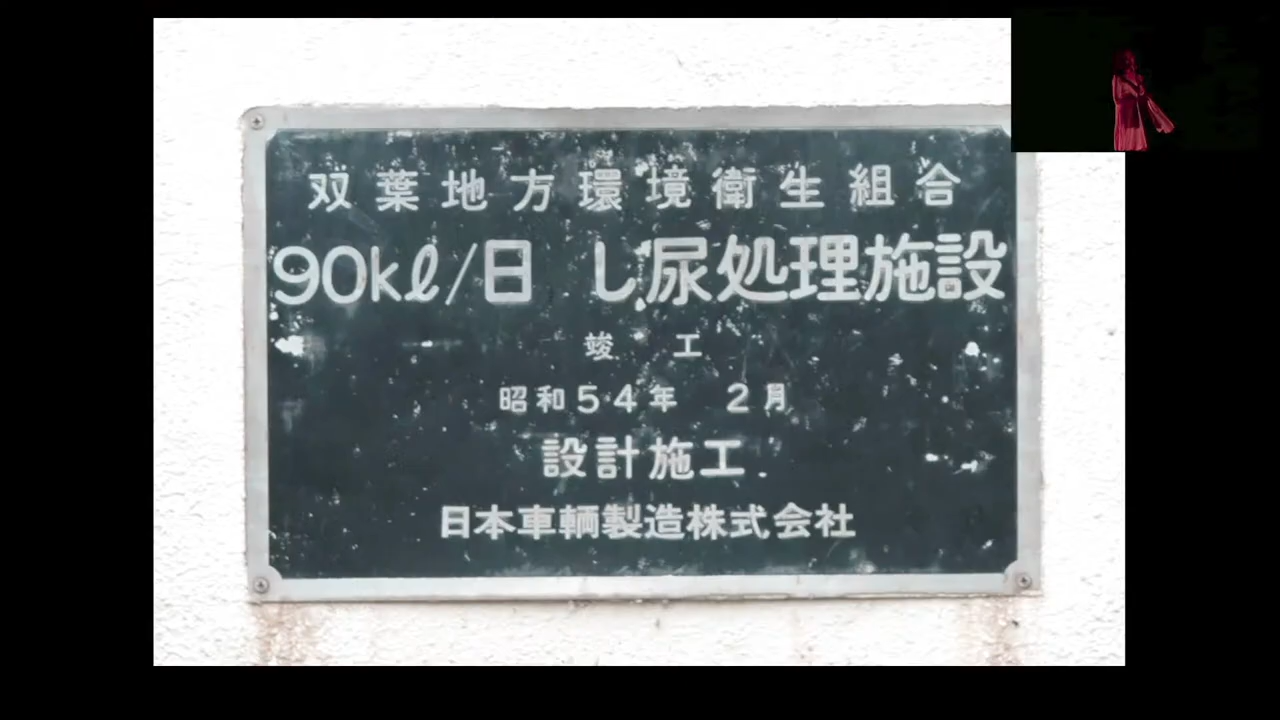 双葉地方環境衛生組合
90kℓ/日 し尿処理施設
竣工
昭和54年 2月
設計施工
日本車輌製造株式会社